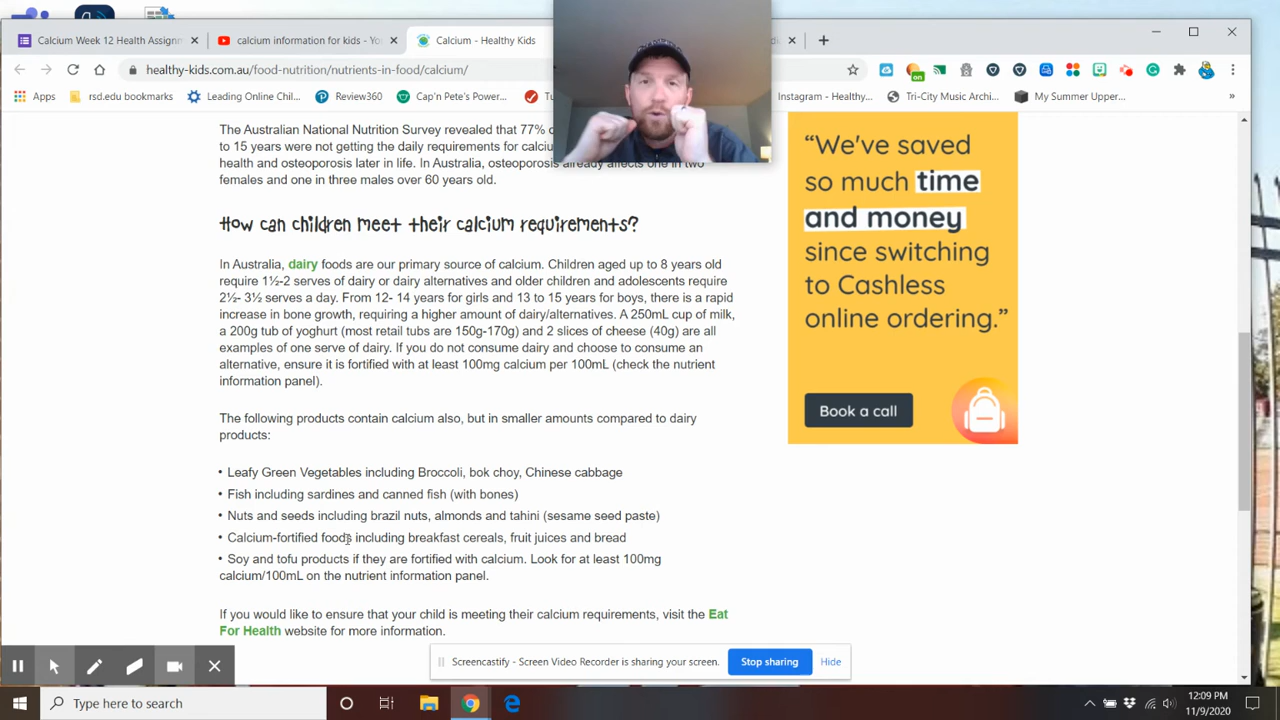 Calcium Week 12 Health Assignm
calcium information for kids - Yo
Calcium - Healthy Kids
healthy-kids.com.au/food-nutrition/nutrients-in-food/calcium/
on
Apps
rsd.edu bookmarks
Leading Online Chil...
Review360
Cap'n Pete's Power...
Instagram - Healthy...
Tri-City Music Archi...
My Summer Upper...
The Australian National Nutrition Survey revealed that 77%
to 15 years were not getting the daily requirements for
health and osteoporosis later in life. In Australia, osteoporosis already affects one in two
females and one in three males over 60 years old.
How can children meet their calcium requirements?
In Australia, dairy foods are our primary source of calcium. Children aged up to 8 years old
require 1½-2 serves of dairy or dairy alternatives and older children and adolescents require
2½- 3½ serves a day. From 12- 14 years for girls and 13 to 15 years for boys, there is a rapid
increase in bone growth, requiring a higher amount of dairy/alternatives. A 250mL cup of milk,
a 200g tub of yoghurt (most retail tubs are 150g-170g) and 2 slices of cheese (40g) are all
examples of one serve of dairy. If you do not consume dairy and choose to consume an
alternative, ensure it is fortified with at least 100mg calcium per 100mL (check the nutrient
information panel).
The following products contain calcium also, but in smaller amounts compared to dairy
products:
• Leafy Green Vegetables including Broccoli, bok choy, Chinese cabbage
• Fish including sardines and canned fish (with bones)
• Nuts and seeds including brazil nuts, almonds and tahini (sesame seed paste)
• Calcium-fortified foods including breakfast cereals, fruit juices and bread
• Soy and tofu products if they are fortified with calcium. Look for at least 100mg
calcium/100mL on the nutrient information panel.
If you would like to ensure that your child is meeting their calcium requirements, visit the Eat
For Health website for more information.
“We've saved
so much time
and money
since switching
to Cashless
online ordering.”
Book a call
Screencastify - Screen Video Recorder is sharing your screen.
Stop sharing
Hide
Type here to search
12:09 PM
11/9/2020